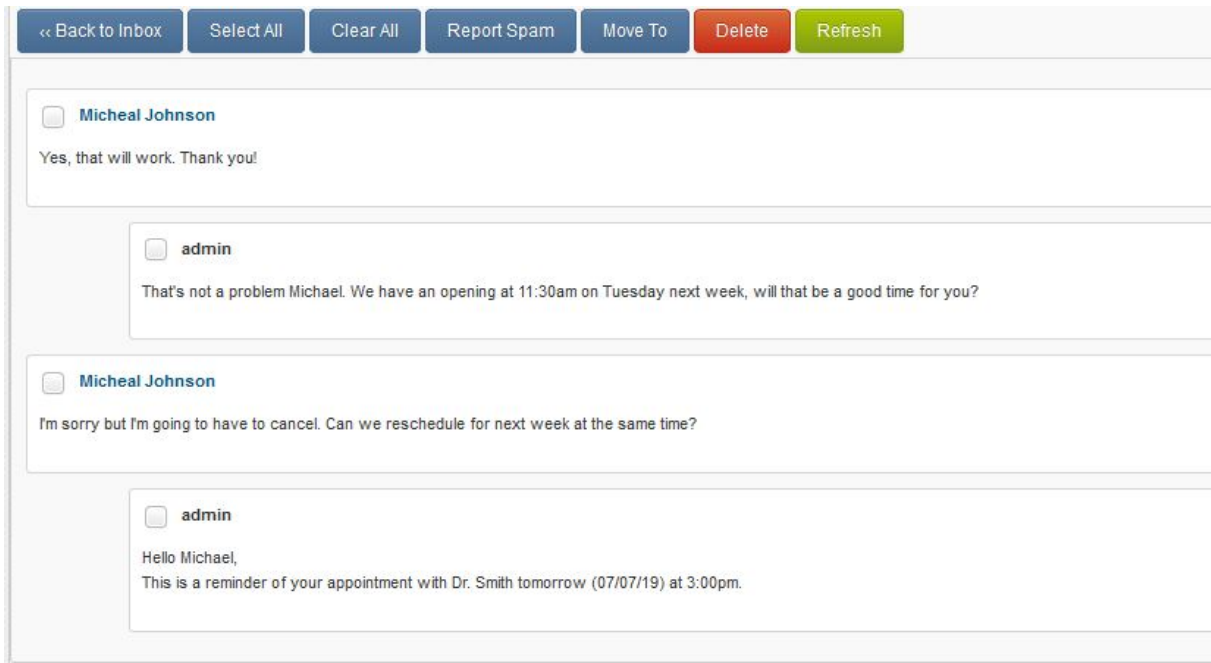 ‹‹ Back to Inbox Select All Clear All Report Spam Move To Delete Refresh
Micheal Johnson
Yes, that will work. Thank you!
admin
That's not a problem Michael. We have an opening at 11:30am on Tuesday next week, will that be a good time for you?
Micheal Johnson
I'm sorry but I'm going to have to cancel. Can we reschedule for next week at the same time?
admin
Hello Michael,
This is a reminder of your appointment with Dr. Smith tomorrow (07/07/19) at 3:00pm.